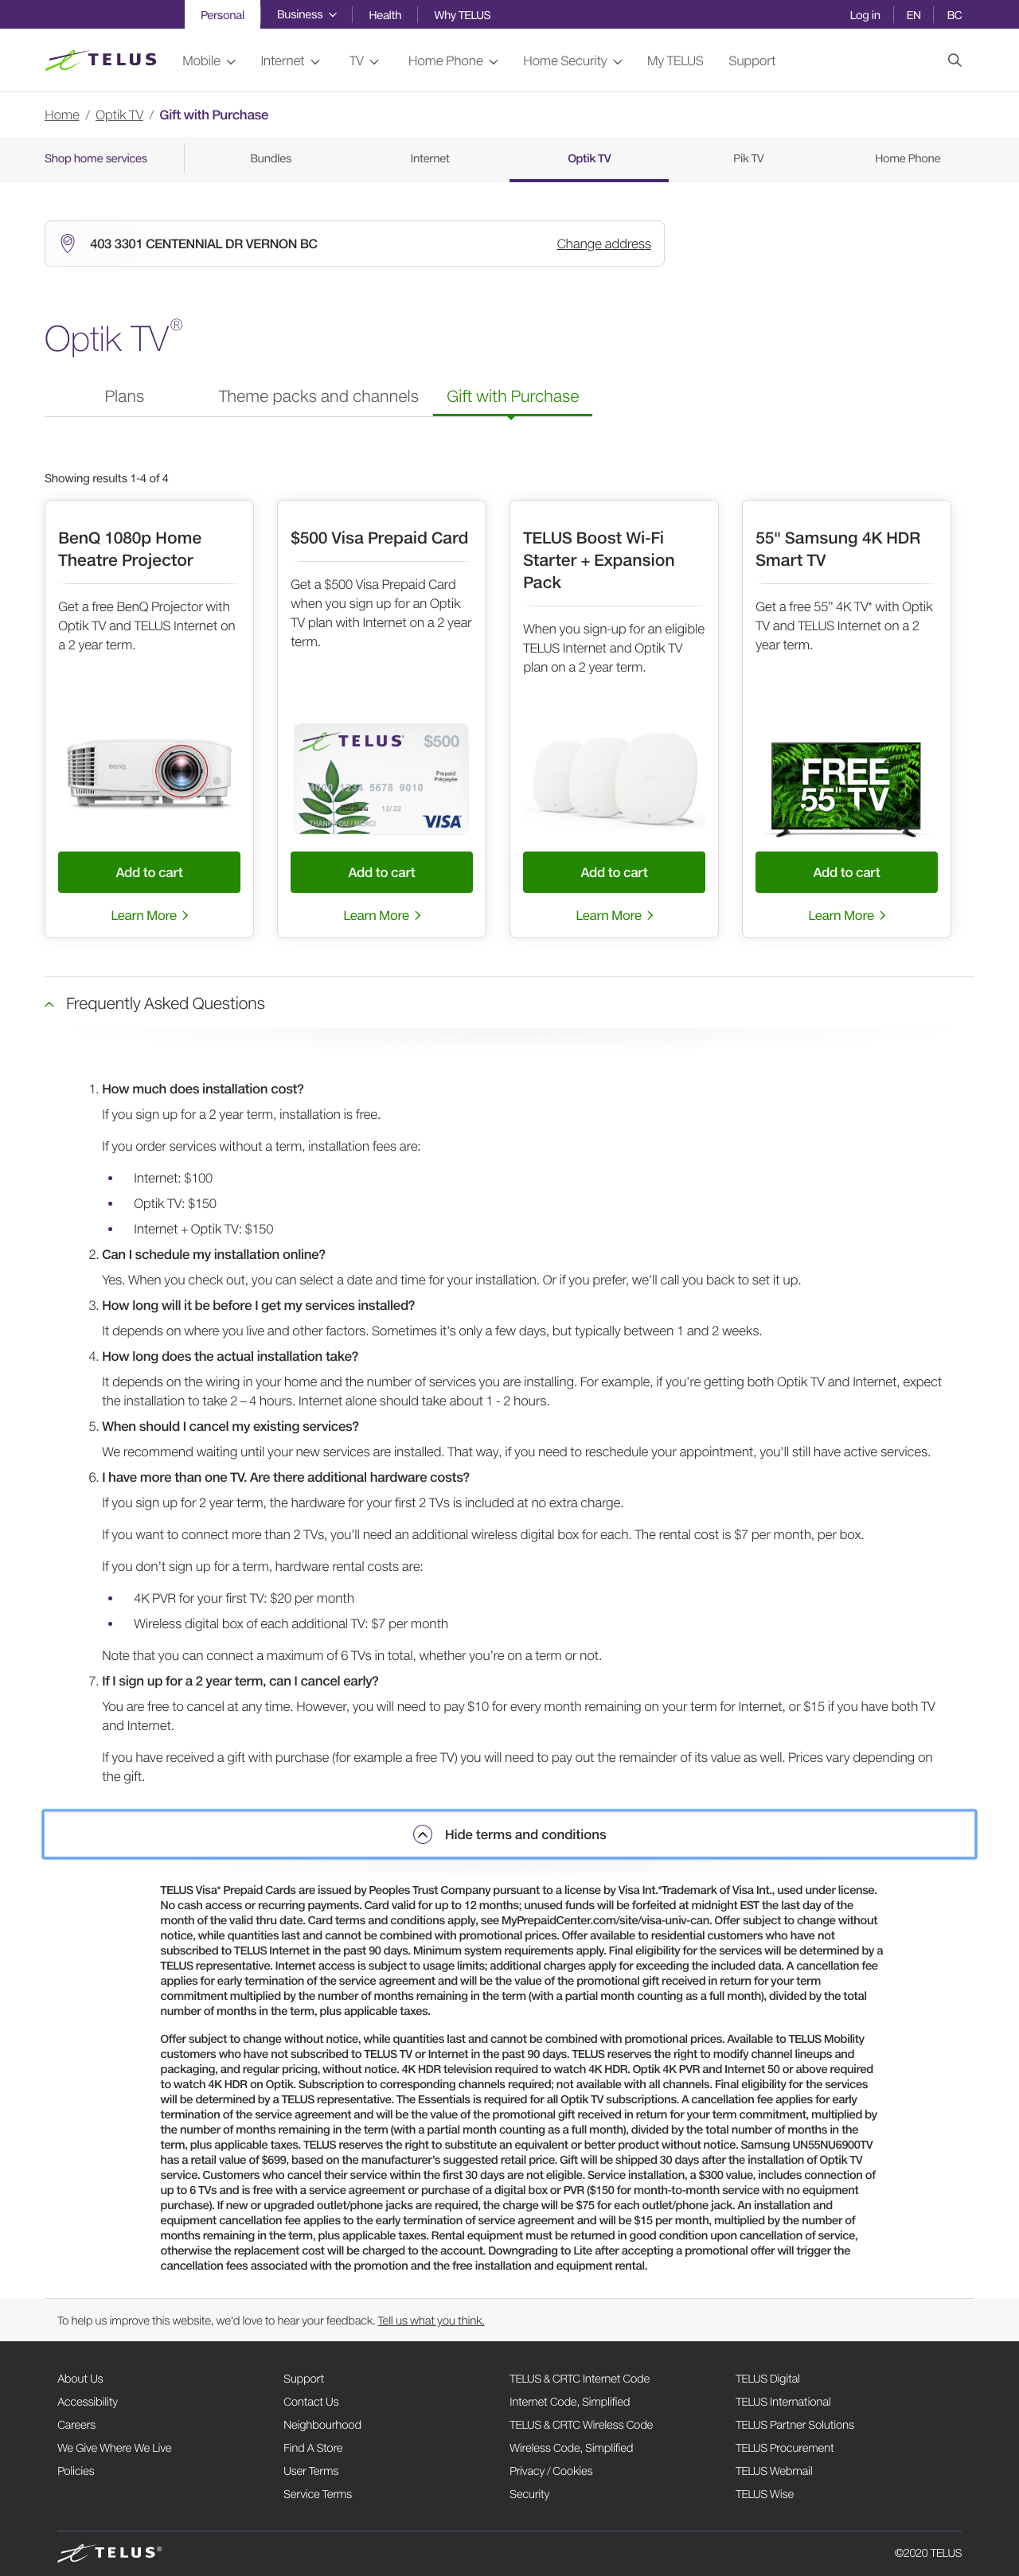 Personal Business Health Why TELUS Log in EN BC
TELUS Mobile Internet TV Home Phone Home Security My TELUS Support
Home / Optik TV / Gift with Purchase
Shop home services Bundles Internet Optik TV Pik TV Home Phone
403 3301 CENTENNIAL DR VERNON BC Change address
Optik TV®
Plans Theme packs and channels Gift with Purchase
Showing results 1-4 of 4
BenQ 1080p Home
Theatre Projector
Get a free BenQ Projector with
Optik TV and TELUS Internet on
a 2 year term.
BenQ
Add to cart
Learn More
$500 Visa Prepaid Card
Get a $500 Visa Prepaid Card
when you sign up for an Optik
TV plan with Internet on a 2 year
term.
TELUS $500
Prepaid
Prépayée
4000 1234 5678 9010
12/22
THANK YOU / MERCI
VISA
Add to cart
Learn More
TELUS Boost Wi-Fi
Starter + Expansion
Pack
When you sign-up for an eligible
TELUS Internet and Optik TV
plan on a 2 year term.
Add to cart
Learn More
55" Samsung 4K HDR
Smart TV
Get a free 55” 4K TV* with Optik
TV and TELUS Internet on a 2
year term.
FREE
55" TV
Add to cart
Learn More
Frequently Asked Questions
1. How much does installation cost?
If you sign up for a 2 year term, installation is free.
If you order services without a term, installation fees are:
• Internet: $100
• Optik TV: $150
• Internet + Optik TV: $150
2. Can I schedule my installation online?
Yes. When you check out, you can select a date and time for your installation. Or if you prefer, we’ll call you back to set it up.
3. How long will it be before I get my services installed?
It depends on where you live and other factors. Sometimes it’s only a few days, but typically between 1 and 2 weeks.
4. How long does the actual installation take?
It depends on the wiring in your home and the number of services you are installing. For example, if you’re getting both Optik TV and Internet, expect
the installation to take 2 – 4 hours. Internet alone should take about 1 - 2 hours.
5. When should I cancel my existing services?
We recommend waiting until your new services are installed. That way, if you need to reschedule your appointment, you’ll still have active services.
6. I have more than one TV. Are there additional hardware costs?
If you sign up for 2 year term, the hardware for your first 2 TVs is included at no extra charge.
If you want to connect more than 2 TVs, you’ll need an additional wireless digital box for each. The rental cost is $7 per month, per box.
If you don’t sign up for a term, hardware rental costs are:
• 4K PVR for your first TV: $20 per month
• Wireless digital box of each additional TV: $7 per month
Note that you can connect a maximum of 6 TVs in total, whether you’re on a term or not.
7. If I sign up for a 2 year term, can I cancel early?
You are free to cancel at any time. However, you will need to pay $10 for every month remaining on your term for Internet, or $15 if you have both TV
and Internet.
If you have received a gift with purchase (for example a free TV) you will need to pay out the remainder of its value as well. Prices vary depending on
the gift.
Hide terms and conditions
TELUS Visa* Prepaid Cards are issued by Peoples Trust Company pursuant to a license by Visa Int.*Trademark of Visa Int., used under license.
No cash access or recurring payments. Card valid for up to 12 months; unused funds will be forfeited at midnight EST the last day of the
month of the valid thru date. Card terms and conditions apply, see MyPrepaidCenter.com/site/visa-univ-can. Offer subject to change without
notice, while quantities last and cannot be combined with promotional prices. Offer available to residential customers who have not
subscribed to TELUS Internet in the past 90 days. Minimum system requirements apply. Final eligibility for the services will be determined by a
TELUS representative. Internet access is subject to usage limits; additional charges apply for exceeding the included data. A cancellation fee
applies for early termination of the service agreement and will be the value of the promotional gift received in return for your term
commitment multiplied by the number of months remaining in the term (with a partial month counting as a full month), divided by the total
number of months in the term, plus applicable taxes.
Offer subject to change without notice, while quantities last and cannot be combined with promotional prices. Available to TELUS Mobility
customers who have not subscribed to TELUS TV or Internet in the past 90 days. TELUS reserves the right to modify channel lineups and
packaging, and regular pricing, without notice. 4K HDR television required to watch 4K HDR. Optik 4K PVR and Internet 50 or above required
to watch 4K HDR on Optik. Subscription to corresponding channels required; not available with all channels. Final eligibility for the services
will be determined by a TELUS representative. The Essentials is required for all Optik TV subscriptions. A cancellation fee applies for early
termination of the service agreement and will be the value of the promotional gift received in return for your term commitment, multiplied by
the number of months remaining in the term (with a partial month counting as a full month), divided by the total number of months in the
term, plus applicable taxes. TELUS reserves the right to substitute an equivalent or better product without notice. Samsung UN55NU6900TV
has a retail value of $699, based on the manufacturer’s suggested retail price. Gift will be shipped 30 days after the installation of Optik TV
service. Customers who cancel their service within the first 30 days are not eligible. Service installation, a $300 value, includes connection of
up to 6 TVs and is free with a service agreement or purchase of a digital box or PVR ($150 for month-to-month service with no equipment
purchase). If new or upgraded outlet/phone jacks are required, the charge will be $75 for each outlet/phone jack. An installation and
equipment cancellation fee applies to the early termination of service agreement and will be $15 per month, multiplied by the number of
months remaining in the term, plus applicable taxes. Rental equipment must be returned in good condition upon cancellation of service,
otherwise the replacement cost will be charged to the account. Downgrading to Lite after accepting a promotional offer will trigger the
cancellation fees associated with the promotion and the free installation and equipment rental.
To help us improve this website, we'd love to hear your feedback. Tell us what you think.
About Us
Accessibility
Careers
We Give Where We Live
Policies
Support
Contact Us
Neighbourhood
Find A Store
User Terms
Service Terms
TELUS & CRTC Internet Code
Internet Code, Simplified
TELUS & CRTC Wireless Code
Wireless Code, Simplified
Privacy / Cookies
Security
TELUS Digital
TELUS International
TELUS Partner Solutions
TELUS Procurement
TELUS Webmail
TELUS Wise
TELUS® ©2020 TELUS